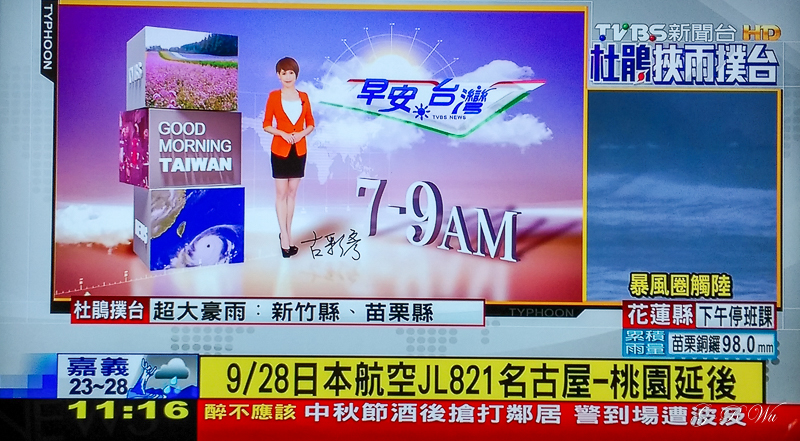 TYPHOON
TVBS新聞台 HD
杜鵑挾雨撲台
早安台灣
TVBS NEWS
GOOD
MORNING
TAIWAN
7-9AM
古彩彥
暴風圈觸陸
杜鵑撲台 超大豪雨：新竹縣、苗栗縣
TYPHOON
花蓮縣 下午停班課
累積雨量 苗栗銅鑼98.0mm
嘉義
23~28
9/28日本航空JL821名古屋-桃園延後
11:16 醉不應該 中秋節酒後搶打鄰居 警到場遭波及